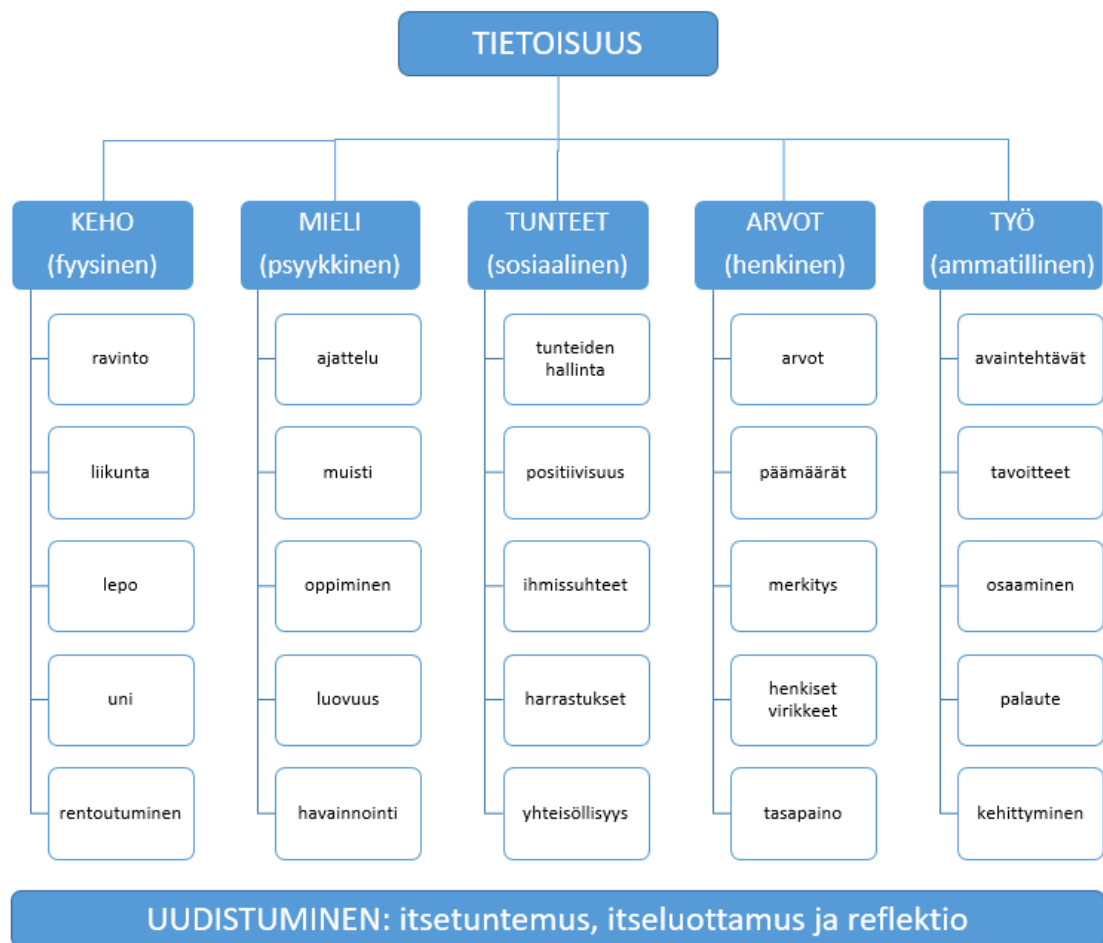 TIETOISUUS
KEHO
(fyysinen)
ravinto
liikunta
lepo
uni
rentoutuminen
MIELI
(psyykkinen)
ajattelu
muisti
oppiminen
luovuus
havainnointi
TUNTEET
(sosiaalinen)
tunteiden
hallinta
positiivisuus
ihmissuhteet
harrastukset
yhteisöllisyys
ARVOT
(henkinen)
arvot
päämäärät
merkitys
henkiset
virikkeet
tasapaino
TYÖ
(ammatillinen)
avaintehtävät
tavoitteet
osaaminen
palaute
kehittyminen
UUDISTUMINEN: itsetuntemus, itseluottamus ja reflektio